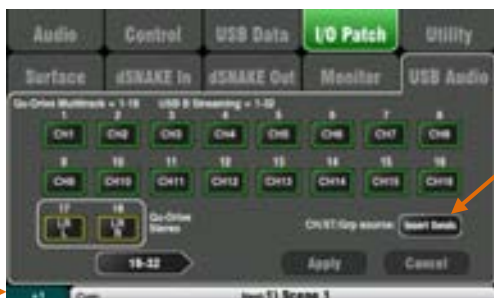 Audio Control USB Data I/O Patch Utility
Surface dSNAKE In dSNAKE Out Monitor USB Audio
Qu-Drive Multitrack = 1-18 USB B Streaming = 1-32
1 2 3 4 5 6 7 8
CH1 CH2 CH3 CH4 CH5 CH6 CH7 CH8
9 10 11 12 13 14 15 16
CH9 CH10 CH11 CH12 CH13 CH14 CH15 CH16
17 18
LR L LR R Qu-Drive Stereo CH/ST/Grp source: Insert Sends
19-32 Apply Cancel
Scene 1